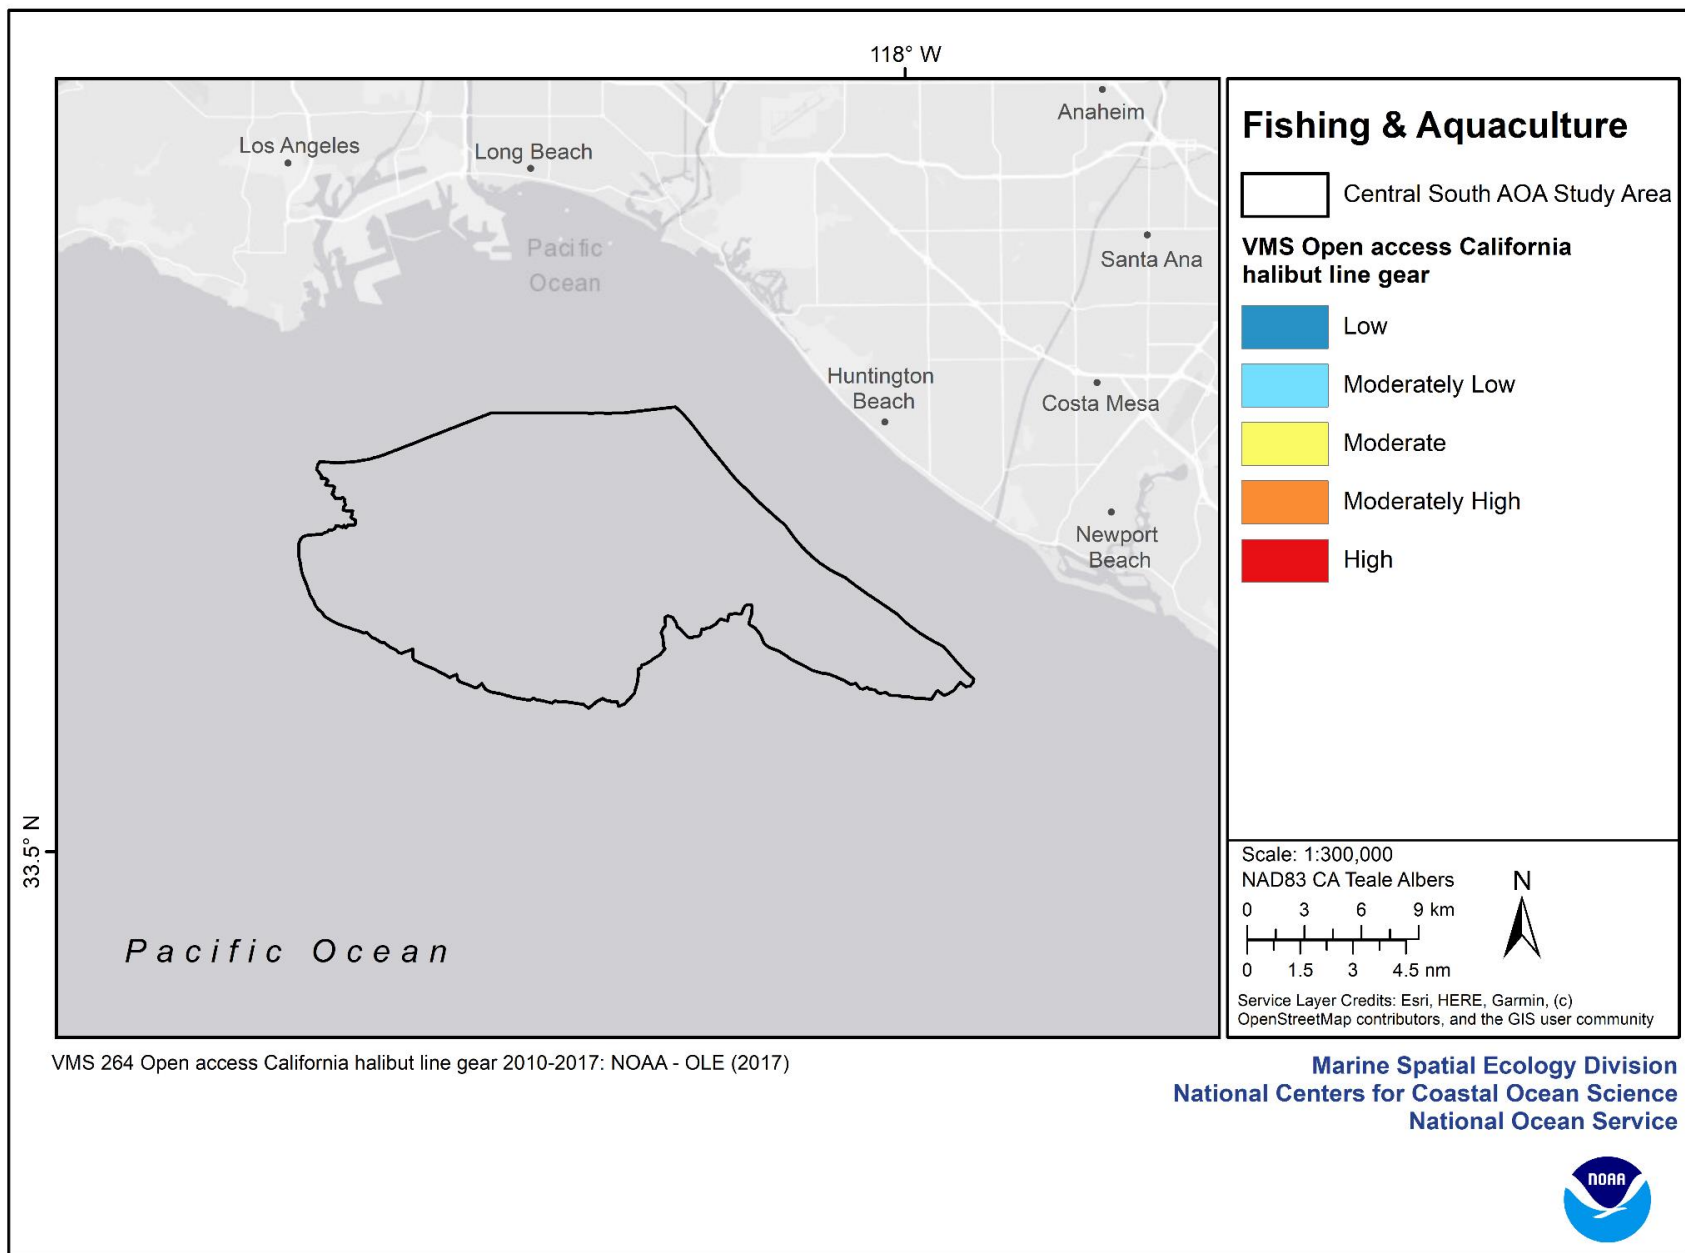 118° W
Anaheim
Los Angeles
Long Beach
Pacific
Ocean
Santa Ana
Huntington
Beach
Costa Mesa
Newport
Beach
33.5° N
Pacific Ocean
Fishing & Aquaculture
Central South AOA Study Area
VMS Open access California
halibut line gear
Low
Moderately Low
Moderate
Moderately High
High
Scale: 1:300,000
NAD83 CA Teale Albers
N
0 3 6 9 km
0 1.5 3 4.5 nm
Service Layer Credits: Esri, HERE, Garmin, (c)
OpenStreetMap contributors, and the GIS user community
VMS 264 Open access California halibut line gear 2010-2017: NOAA - OLE (2017)
Marine Spatial Ecology Division
National Centers for Coastal Ocean Science
National Ocean Service
NOAA